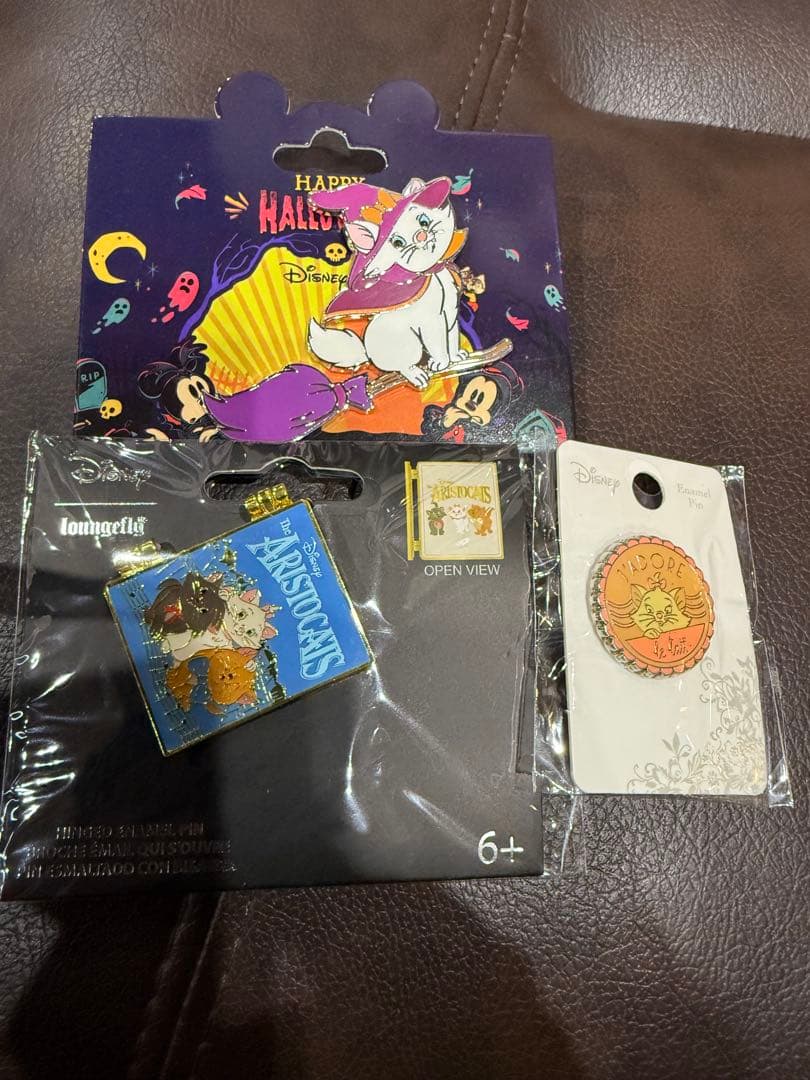 HAPPY
Disney
RIP
Disney
loungefly
The
ARISTOCATS
OPEN VIEW
Disney
The
ARISTOCATS
HINGED ENAMEL PIN
BROCHE ÉMAIL QUI S'OUVRE
6+
Disney
Enamel
Pin
J'ADORE